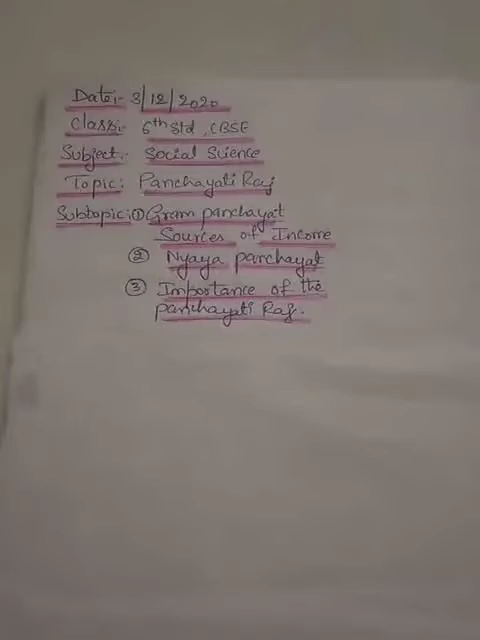 Date:- 3/12/2020
Class:- 6th Std, CBSE
Subject:- Social Science
Topic: Panchayati Raj
Subtopic: ① Gram panchayat
Sources of Income
② Nyaya panchayat
③ Importance of the
panchayati Raj.